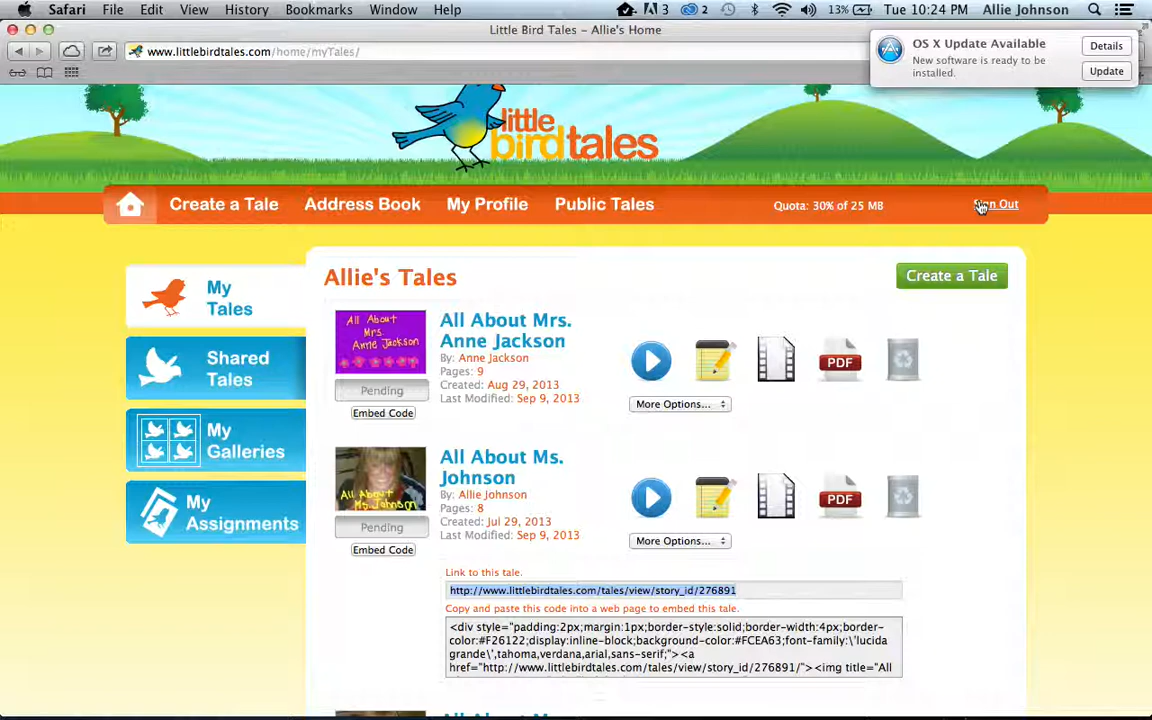 Safari File Edit View History Bookmarks Window Help 3 2 13% Tue 10:24 PM Allie Johnson
Little Bird Tales – Allie's Home
www.littlebirdtales.com/home/myTales/
OS X Update Available
New software is ready to be
installed.
Details
Update
little
birdtales
Create a Tale Address Book My Profile Public Tales Quota: 30% of 25 MB Sign Out
My
Tales
Shared
Tales
My
Galleries
My
Assignments
Allie's Tales
Create a Tale
All About
Mrs.
Anne Jackson
Pending
Embed Code
All About Mrs.
Anne Jackson
By: Anne Jackson
Pages: 9
Created: Aug 29, 2013
Last Modified: Sep 9, 2013
PDF
More Options...
All About
Ms. Johnson
Pending
Embed Code
All About Ms.
Johnson
By: Allie Johnson
Pages: 8
Created: Jul 29, 2013
Last Modified: Sep 9, 2013
PDF
More Options...
Link to this tale.
http://www.littlebirdtales.com/tales/view/story_id/276891
Copy and paste this code into a web page to embed this tale.
<div style="padding:2px;margin:1px;border-style:solid;border-width:4px;border-
color:#F26122;display:inline-block;background-color:#FCEA63;font-family:\'lucida
grande\',tahoma,verdana,arial,sans-serif;"><a
href="http://www.littlebirdtales.com/tales/view/story_id/276891/"><img title="All